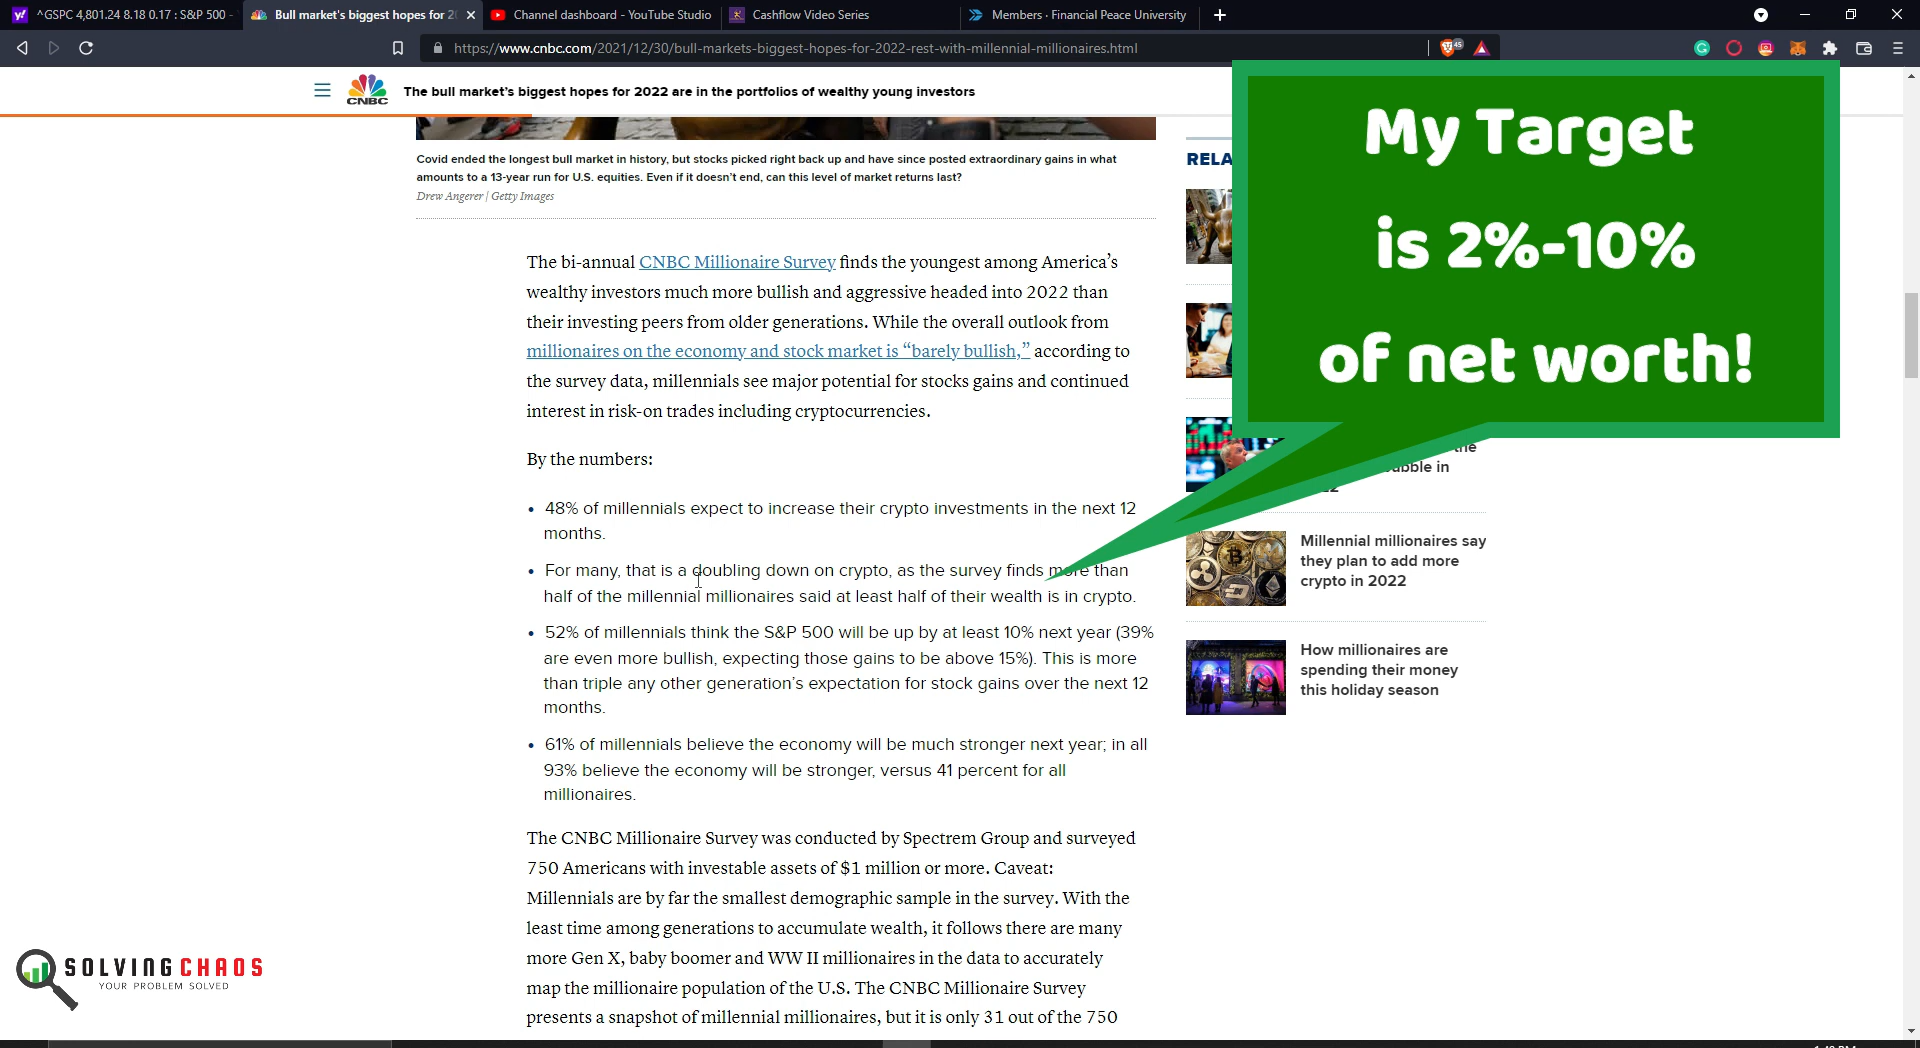 ^GSPC 4,801.24 8.18 0.17 : S&P 500 -
Bull market's biggest hopes for 2
Channel dashboard - YouTube Studio
Cashflow Video Series
Members · Financial Peace University
https://www.cnbc.com/2021/12/30/bull-markets-biggest-hopes-for-2022-rest-with-millennial-millionaires.html
45
CNBC
The bull market’s biggest hopes for 2022 are in the portfolios of wealthy young investors
Covid ended the longest bull market in history, but stocks picked right back up and have since posted extraordinary gains in what
amounts to a 13-year run for U.S. equities. Even if it doesn’t end, can this level of market returns last?
Drew Angerer | Getty Images
The bi-annual CNBC Millionaire Survey finds the youngest among America’s
wealthy investors much more bullish and aggressive headed into 2022 than
their investing peers from older generations. While the overall outlook from
millionaires on the economy and stock market is “barely bullish,” according to
the survey data, millennials see major potential for stocks gains and continued
interest in risk-on trades including cryptocurrencies.
By the numbers:
• 48% of millennials expect to increase their crypto investments in the next 12
months.
• For many, that is a doubling down on crypto, as the survey finds more than
half of the millennial millionaires said at least half of their wealth is in crypto.
• 52% of millennials think the S&P 500 will be up by at least 10% next year (39%
are even more bullish, expecting those gains to be above 15%). This is more
than triple any other generation’s expectation for stock gains over the next 12
months.
• 61% of millennials believe the economy will be much stronger next year; in all
93% believe the economy will be stronger, versus 41 percent for all
millionaires.
The CNBC Millionaire Survey was conducted by Spectrem Group and surveyed
750 Americans with investable assets of $1 million or more. Caveat:
Millennials are by far the smallest demographic sample in the survey. With the
least time among generations to accumulate wealth, it follows there are many
more Gen X, baby boomer and WW II millionaires in the data to accurately
map the millionaire population of the U.S. The CNBC Millionaire Survey
presents a snapshot of millennial millionaires, but it is only 31 out of the 750
My Target
is 2%-10%
of net worth!
RELA
the
bubble in
Millennial millionaires say
they plan to add more
crypto in 2022
How millionaires are
spending their money
this holiday season
SOLVING CHAOS
YOUR PROBLEM SOLVED